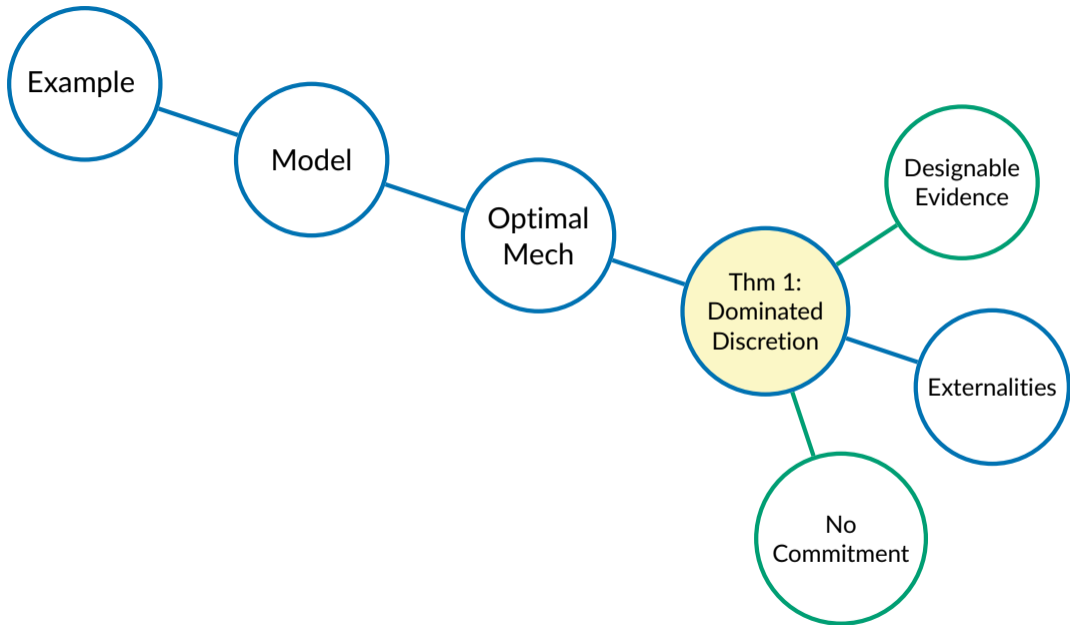 Example
Model
Optimal
Mech
Thm 1:
Dominated
Discretion
Designable
Evidence
Externalities
No
Commitment